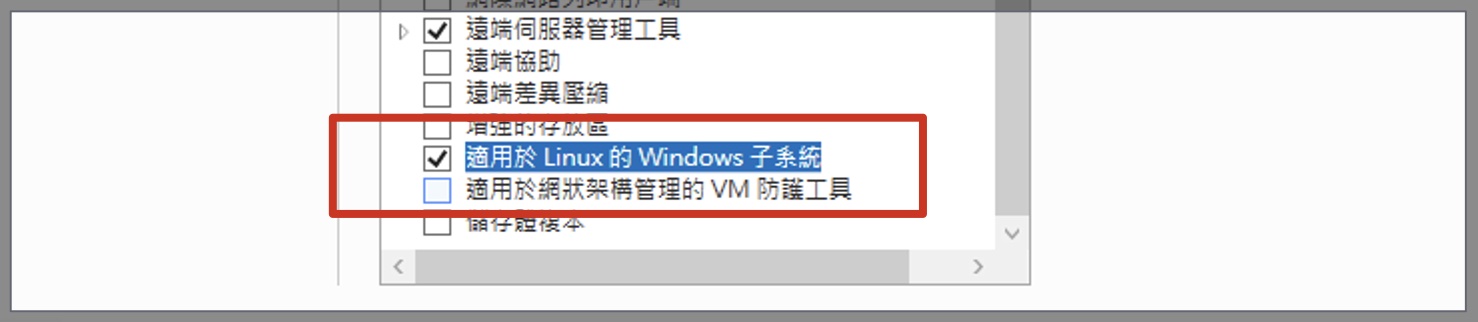 遠端伺服器管理工具
遠端協助
遠端差異壓縮
增強的存放區
適用於 Linux 的 Windows 子系統
適用於網狀架構管理的 VM 防護工具
儲存體複本